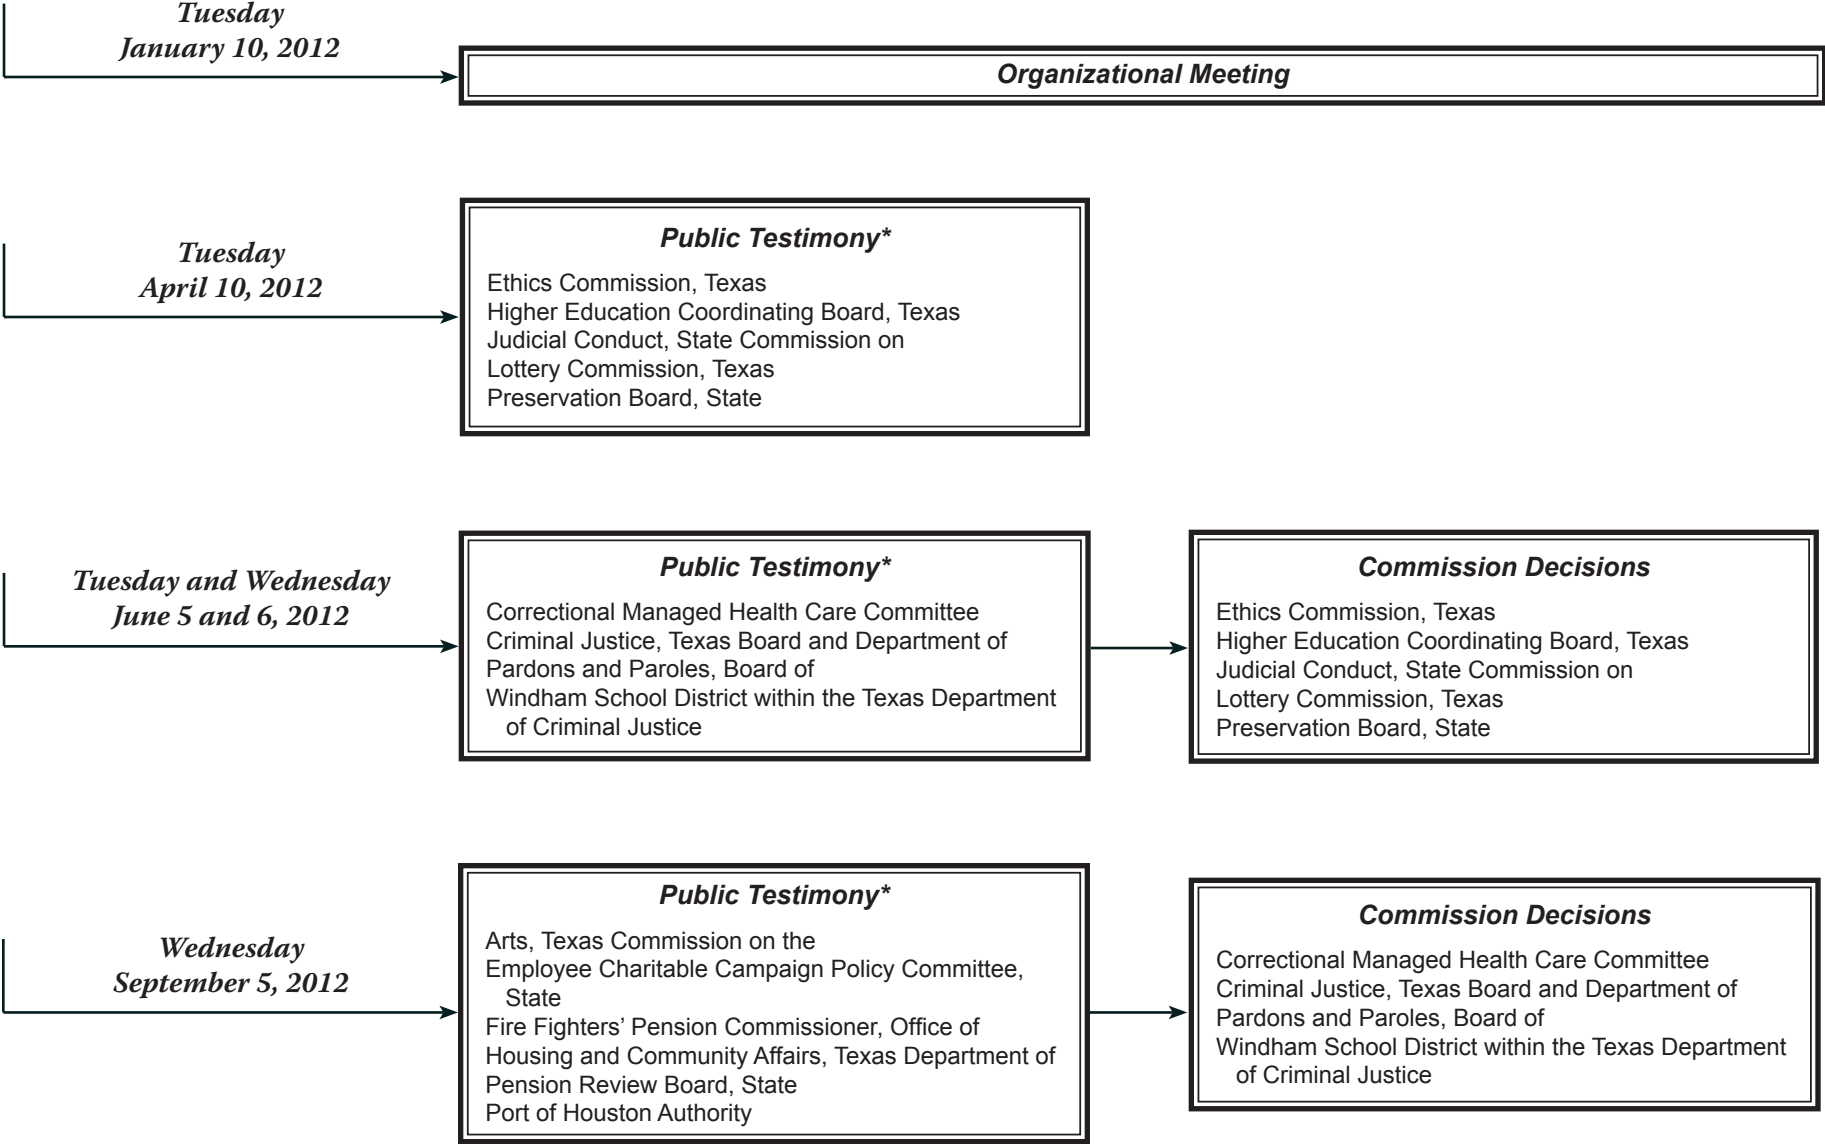 Tuesday
January 10, 2012
Organizational Meeting
Tuesday
April 10, 2012
Public Testimony*
Ethics Commission, Texas
Higher Education Coordinating Board, Texas
Judicial Conduct, State Commission on
Lottery Commission, Texas
Preservation Board, State
Tuesday and Wednesday
June 5 and 6, 2012
Public Testimony*
Correctional Managed Health Care Committee
Criminal Justice, Texas Board and Department of
Pardons and Paroles, Board of
Windham School District within the Texas Department
of Criminal Justice
Commission Decisions
Ethics Commission, Texas
Higher Education Coordinating Board, Texas
Judicial Conduct, State Commission on
Lottery Commission, Texas
Preservation Board, State
Wednesday
September 5, 2012
Public Testimony*
Arts, Texas Commission on the
Employee Charitable Campaign Policy Committee,
State
Fire Fighters’ Pension Commissioner, Office of
Housing and Community Affairs, Texas Department of
Pension Review Board, State
Port of Houston Authority
Commission Decisions
Correctional Managed Health Care Committee
Criminal Justice, Texas Board and Department of
Pardons and Paroles, Board of
Windham School District within the Texas Department
of Criminal Justice